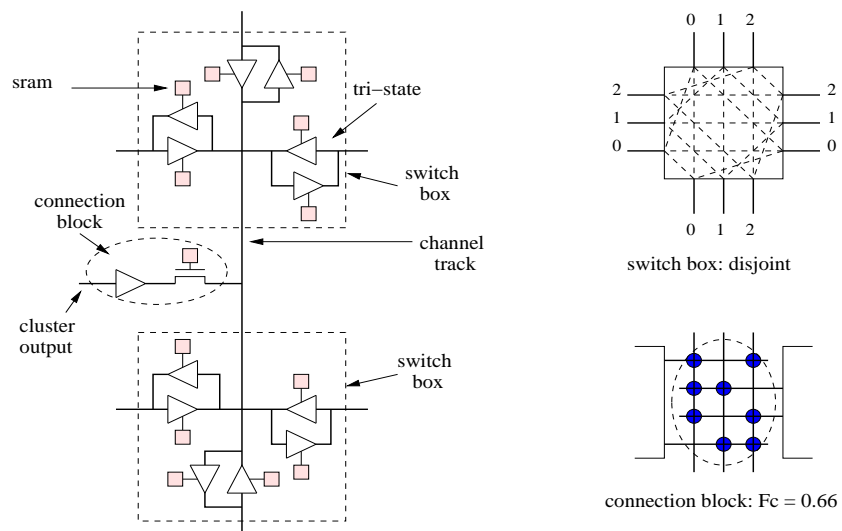 sram
tri-state
switch
box
connection
block
channel
track
cluster
output
switch
box
0 1 2
2 2
1 1
0 0
0 1 2
switch box: disjoint
connection block: Fc = 0.66